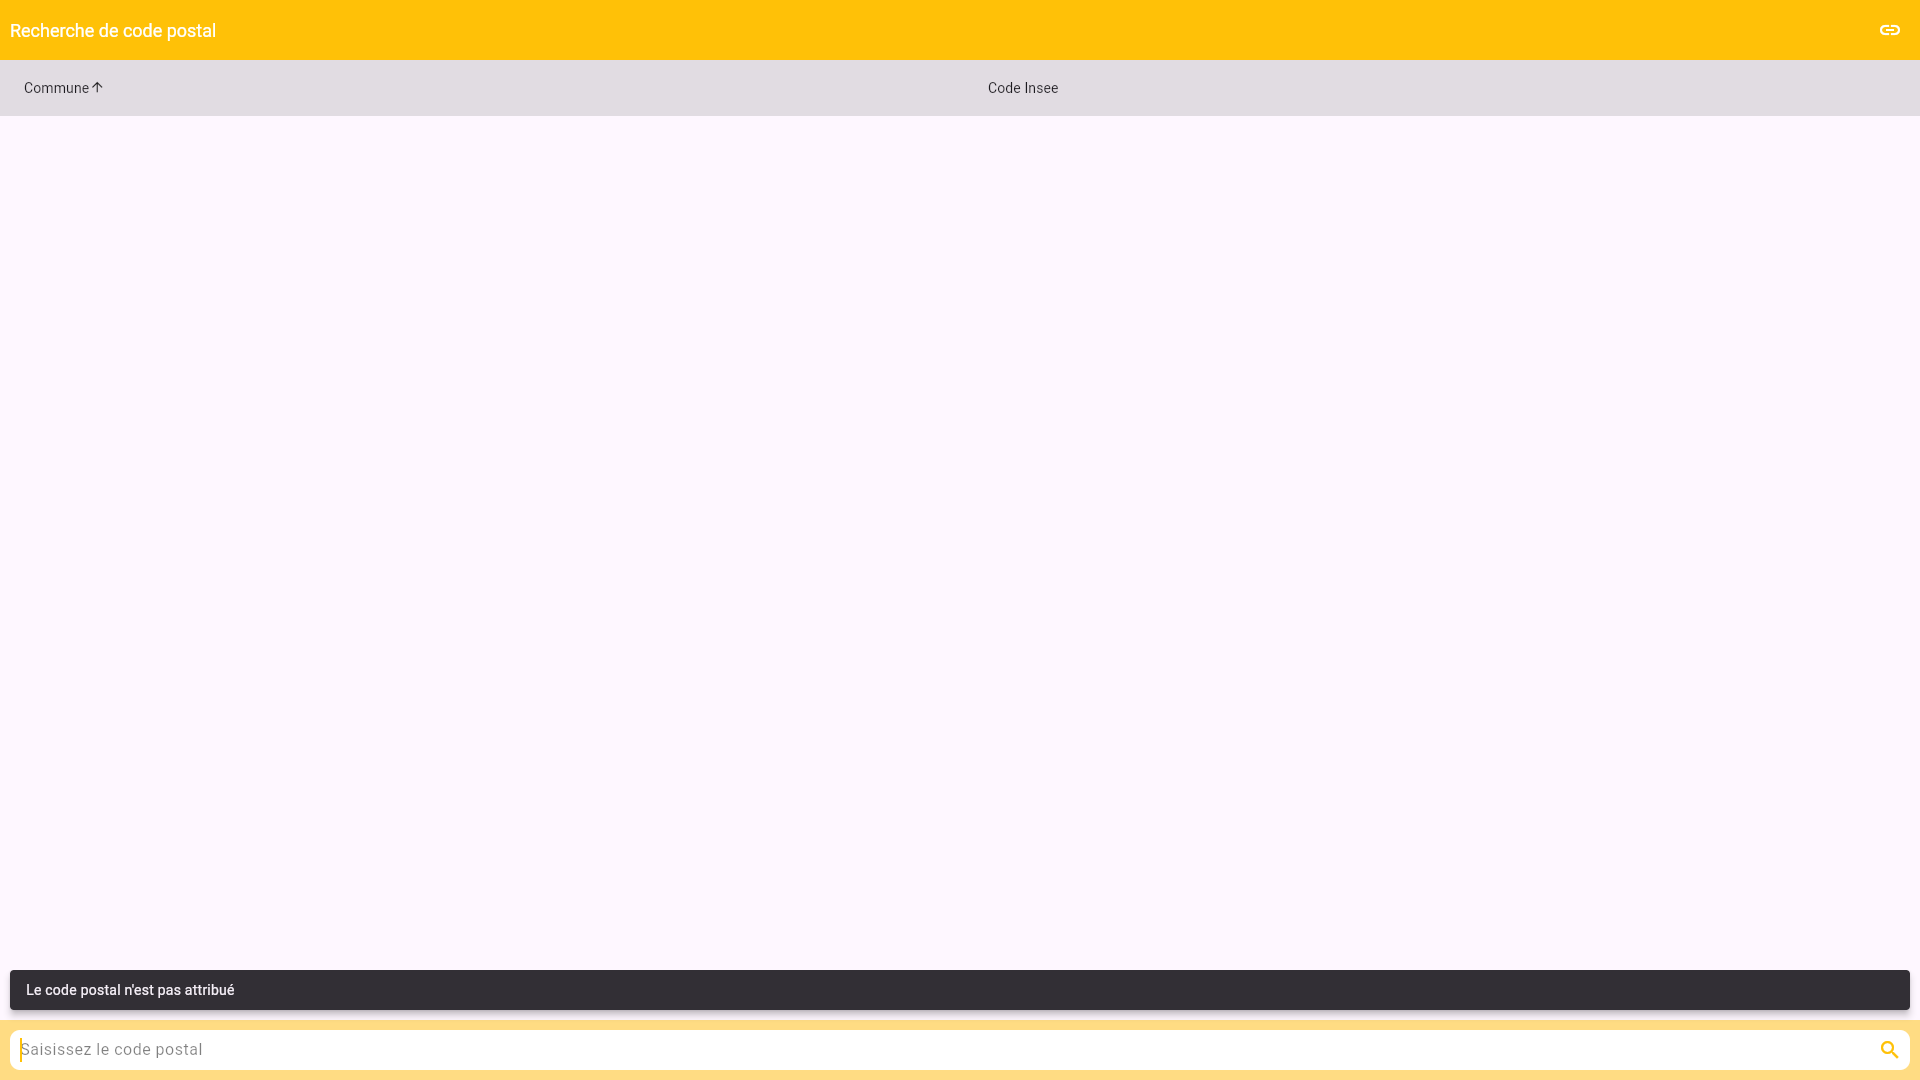 Recherche de code postal
Commune
Code Insee
Le code postal n'est pas attribué
Saisissez le code postal